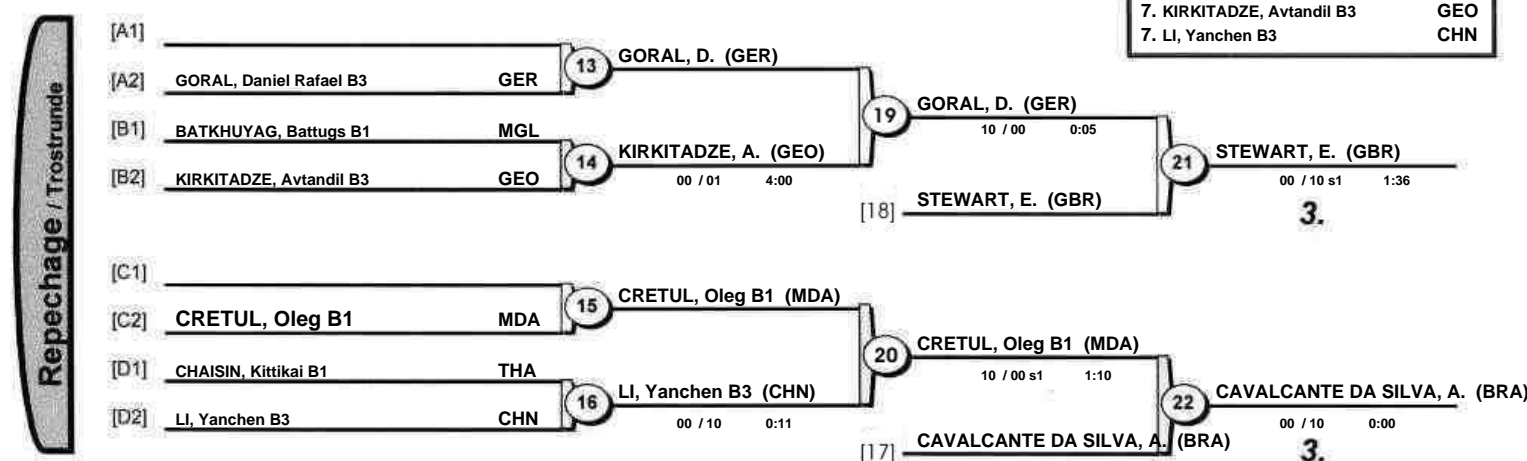 7. KIRKITADZE, Avtandil B3 GEO
7. LI, Yanchen B3 CHN
Repechage / Trostrunde
[A1]
[A2] GORAL, Daniel Rafael B3 GER
13 GORAL, D. (GER)
[B1] BATKHUYAG, Battugs B1 MGL
[B2] KIRKITADZE, Avtandil B3 GEO
14 KIRKITADZE, A. (GEO)
00 / 01 4:00
19 GORAL, D. (GER)
10 / 00 0:05
[18] STEWART, E. (GBR)
21 STEWART, E. (GBR)
00 / 10 s1 1:36
3.
[C1]
[C2] CRETUL, Oleg B1 MDA
15 CRETUL, Oleg B1 (MDA)
[D1] CHAISIN, Kittikai B1 THA
[D2] LI, Yanchen B3 CHN
16 LI, Yanchen B3 (CHN)
00 / 10 0:11
20 CRETUL, Oleg B1 (MDA)
10 / 00 s1 1:10
[17] CAVALCANTE DA SILVA, A. (BRA)
22 CAVALCANTE DA SILVA, A. (BRA)
00 / 10 0:00
3.